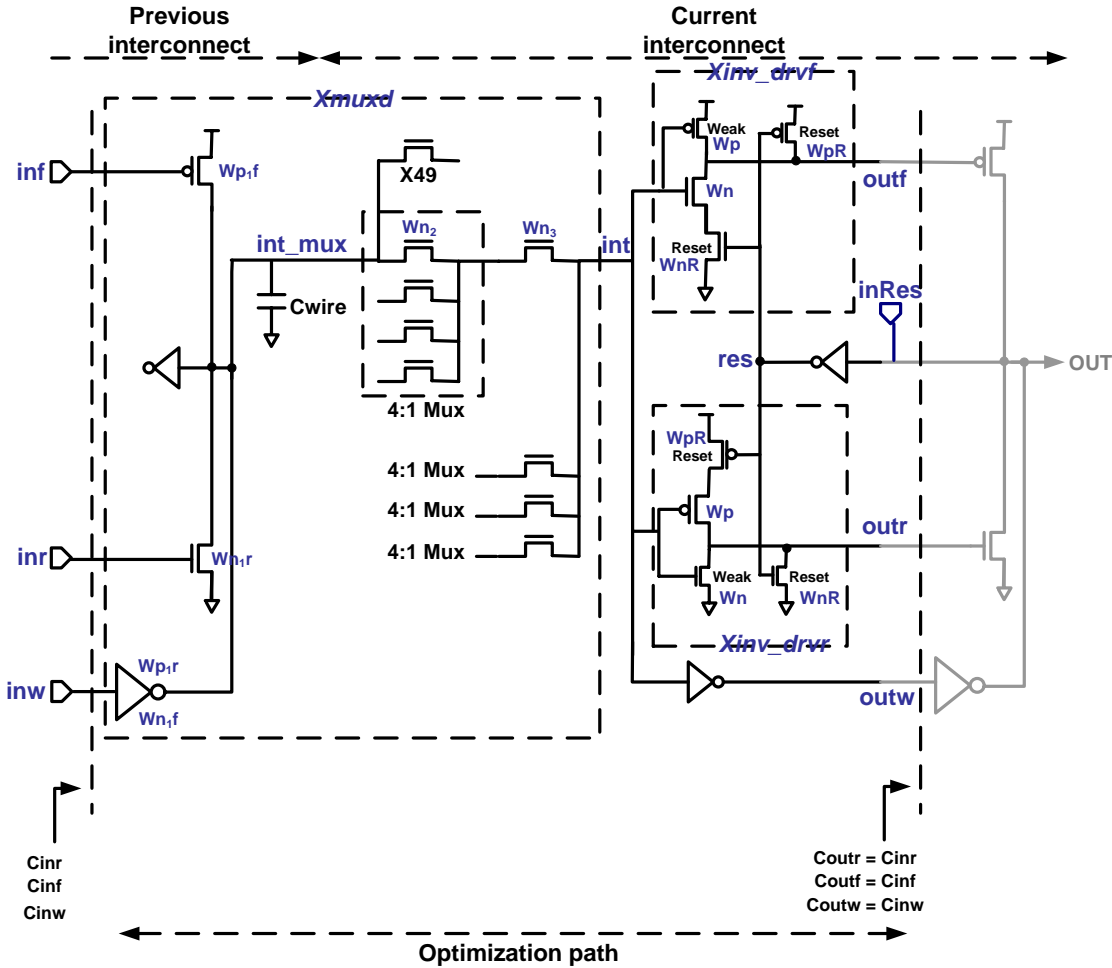 Previous
interconnect
Current
interconnect
Xmuxd
Xinv_drvf
inf
Wp₁f
X49
Weak
Wp
Reset
WpR
outf
Wn₂
Wn₃
int
int_mux
Wn
Reset
WnR
Cwire
inRes
res
OUT
4:1 Mux
WpR
Reset
4:1 Mux
4:1 Mux
4:1 Mux
Wp
outr
inr
Wn₁r
Weak
Wn
Reset
WnR
Xinv_drvr
Wp₁r
inw
Wn₁f
outw
Cinr
Cinf
Cinw
Coutr = Cinr
Coutf = Cinf
Coutw = Cinw
Optimization path